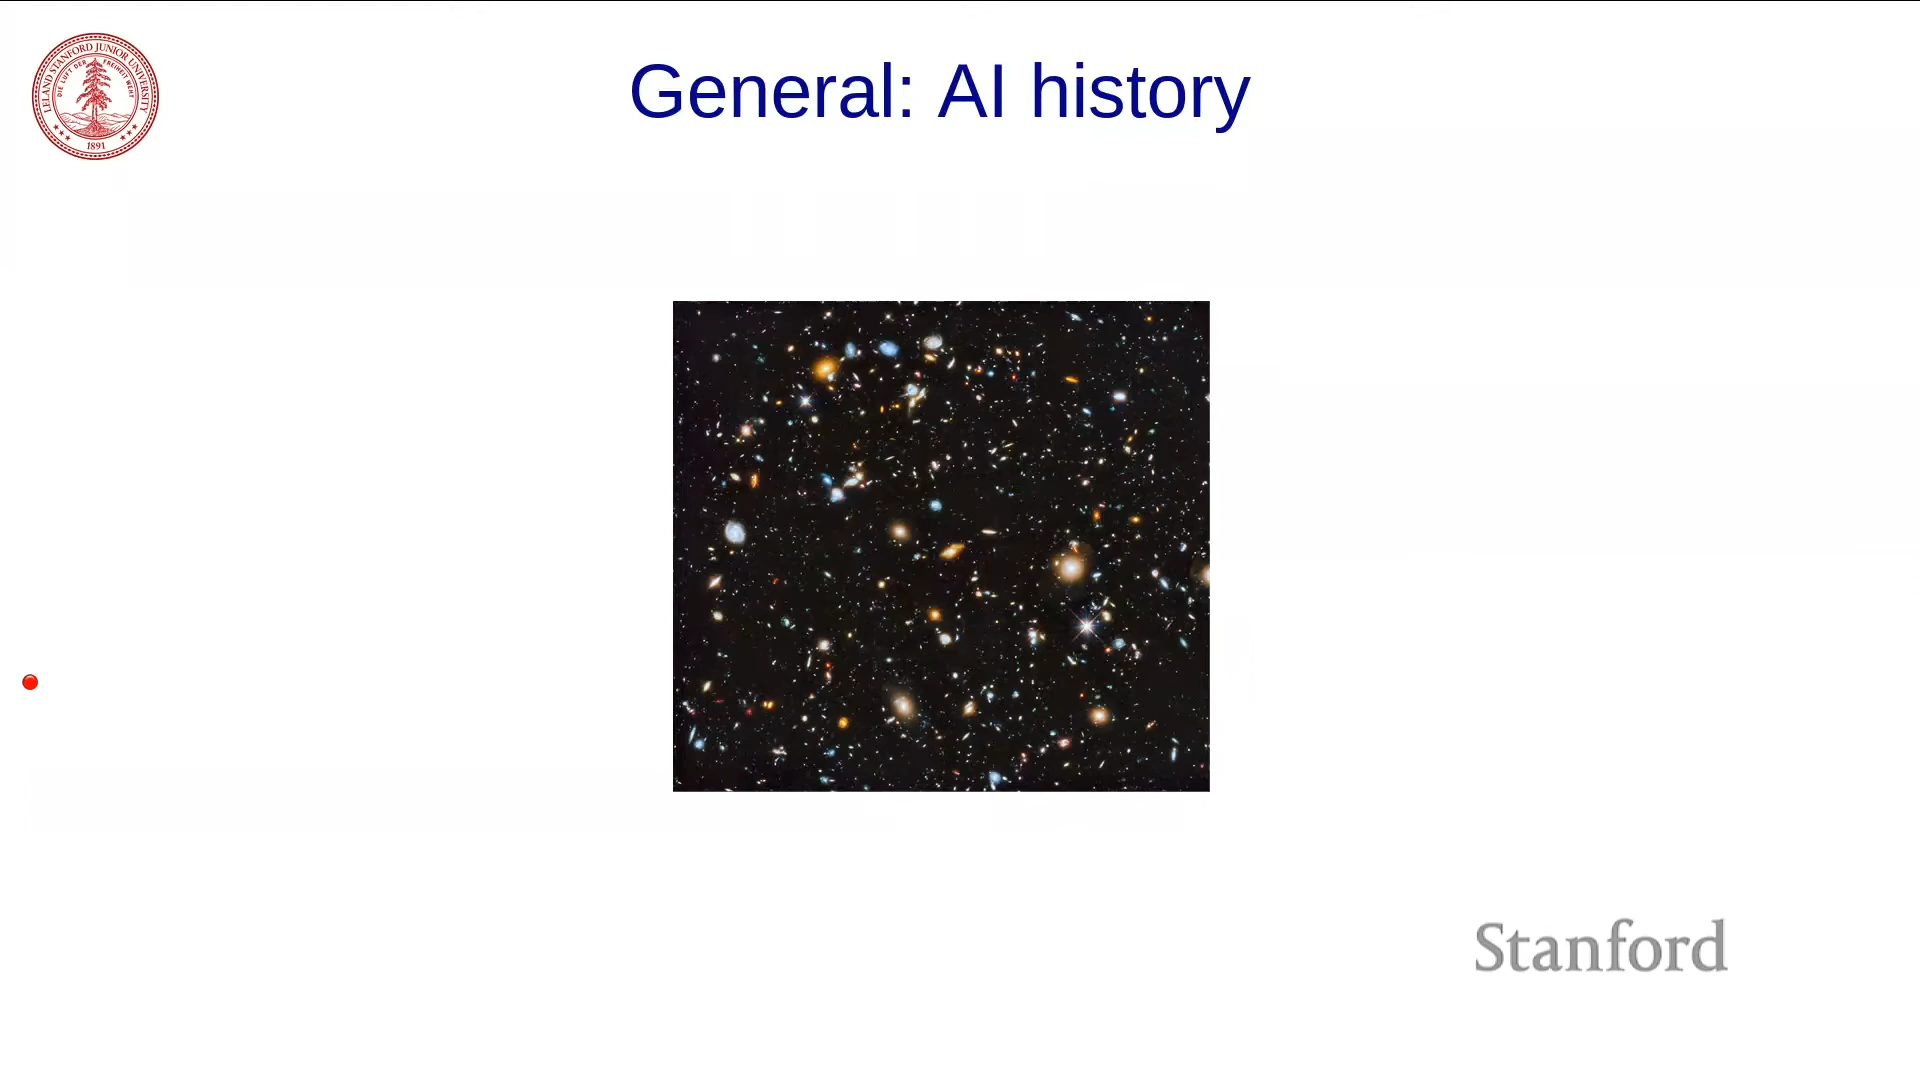 General: AI history
LELAND STANFORD JUNIOR UNIVERSITY
DIE LUFT DER FREIHEIT WEHT
1891
Stanford